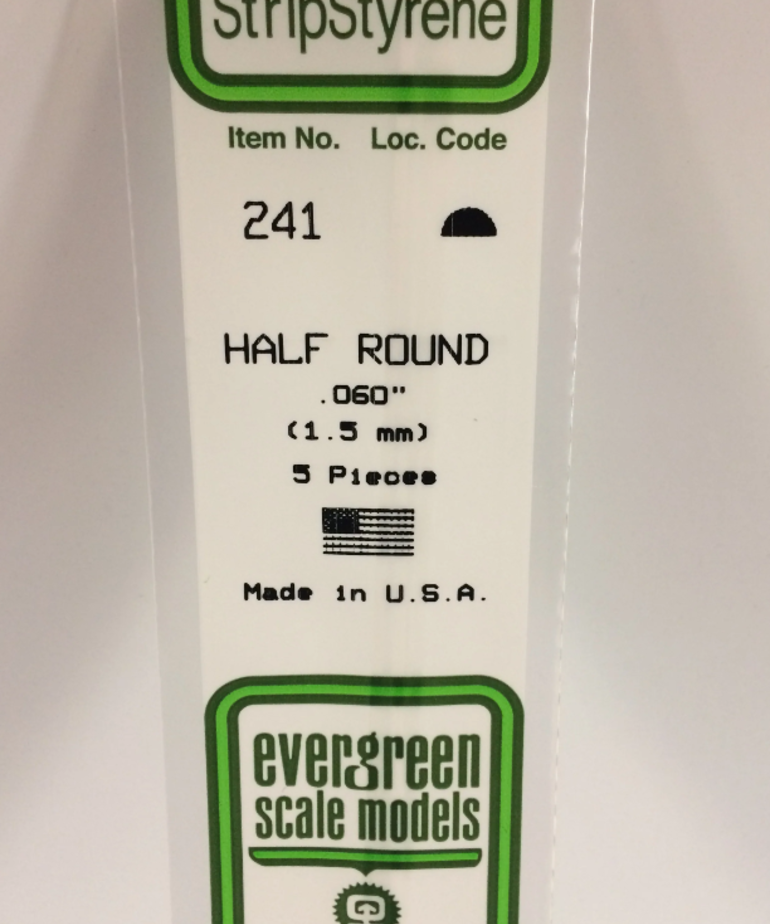 StripStyrene
Item No. Loc. Code
241
HALF ROUND
.060"
(1.5 mm)
5 Pieces
Made in U.S.A.
evergreen
scale models